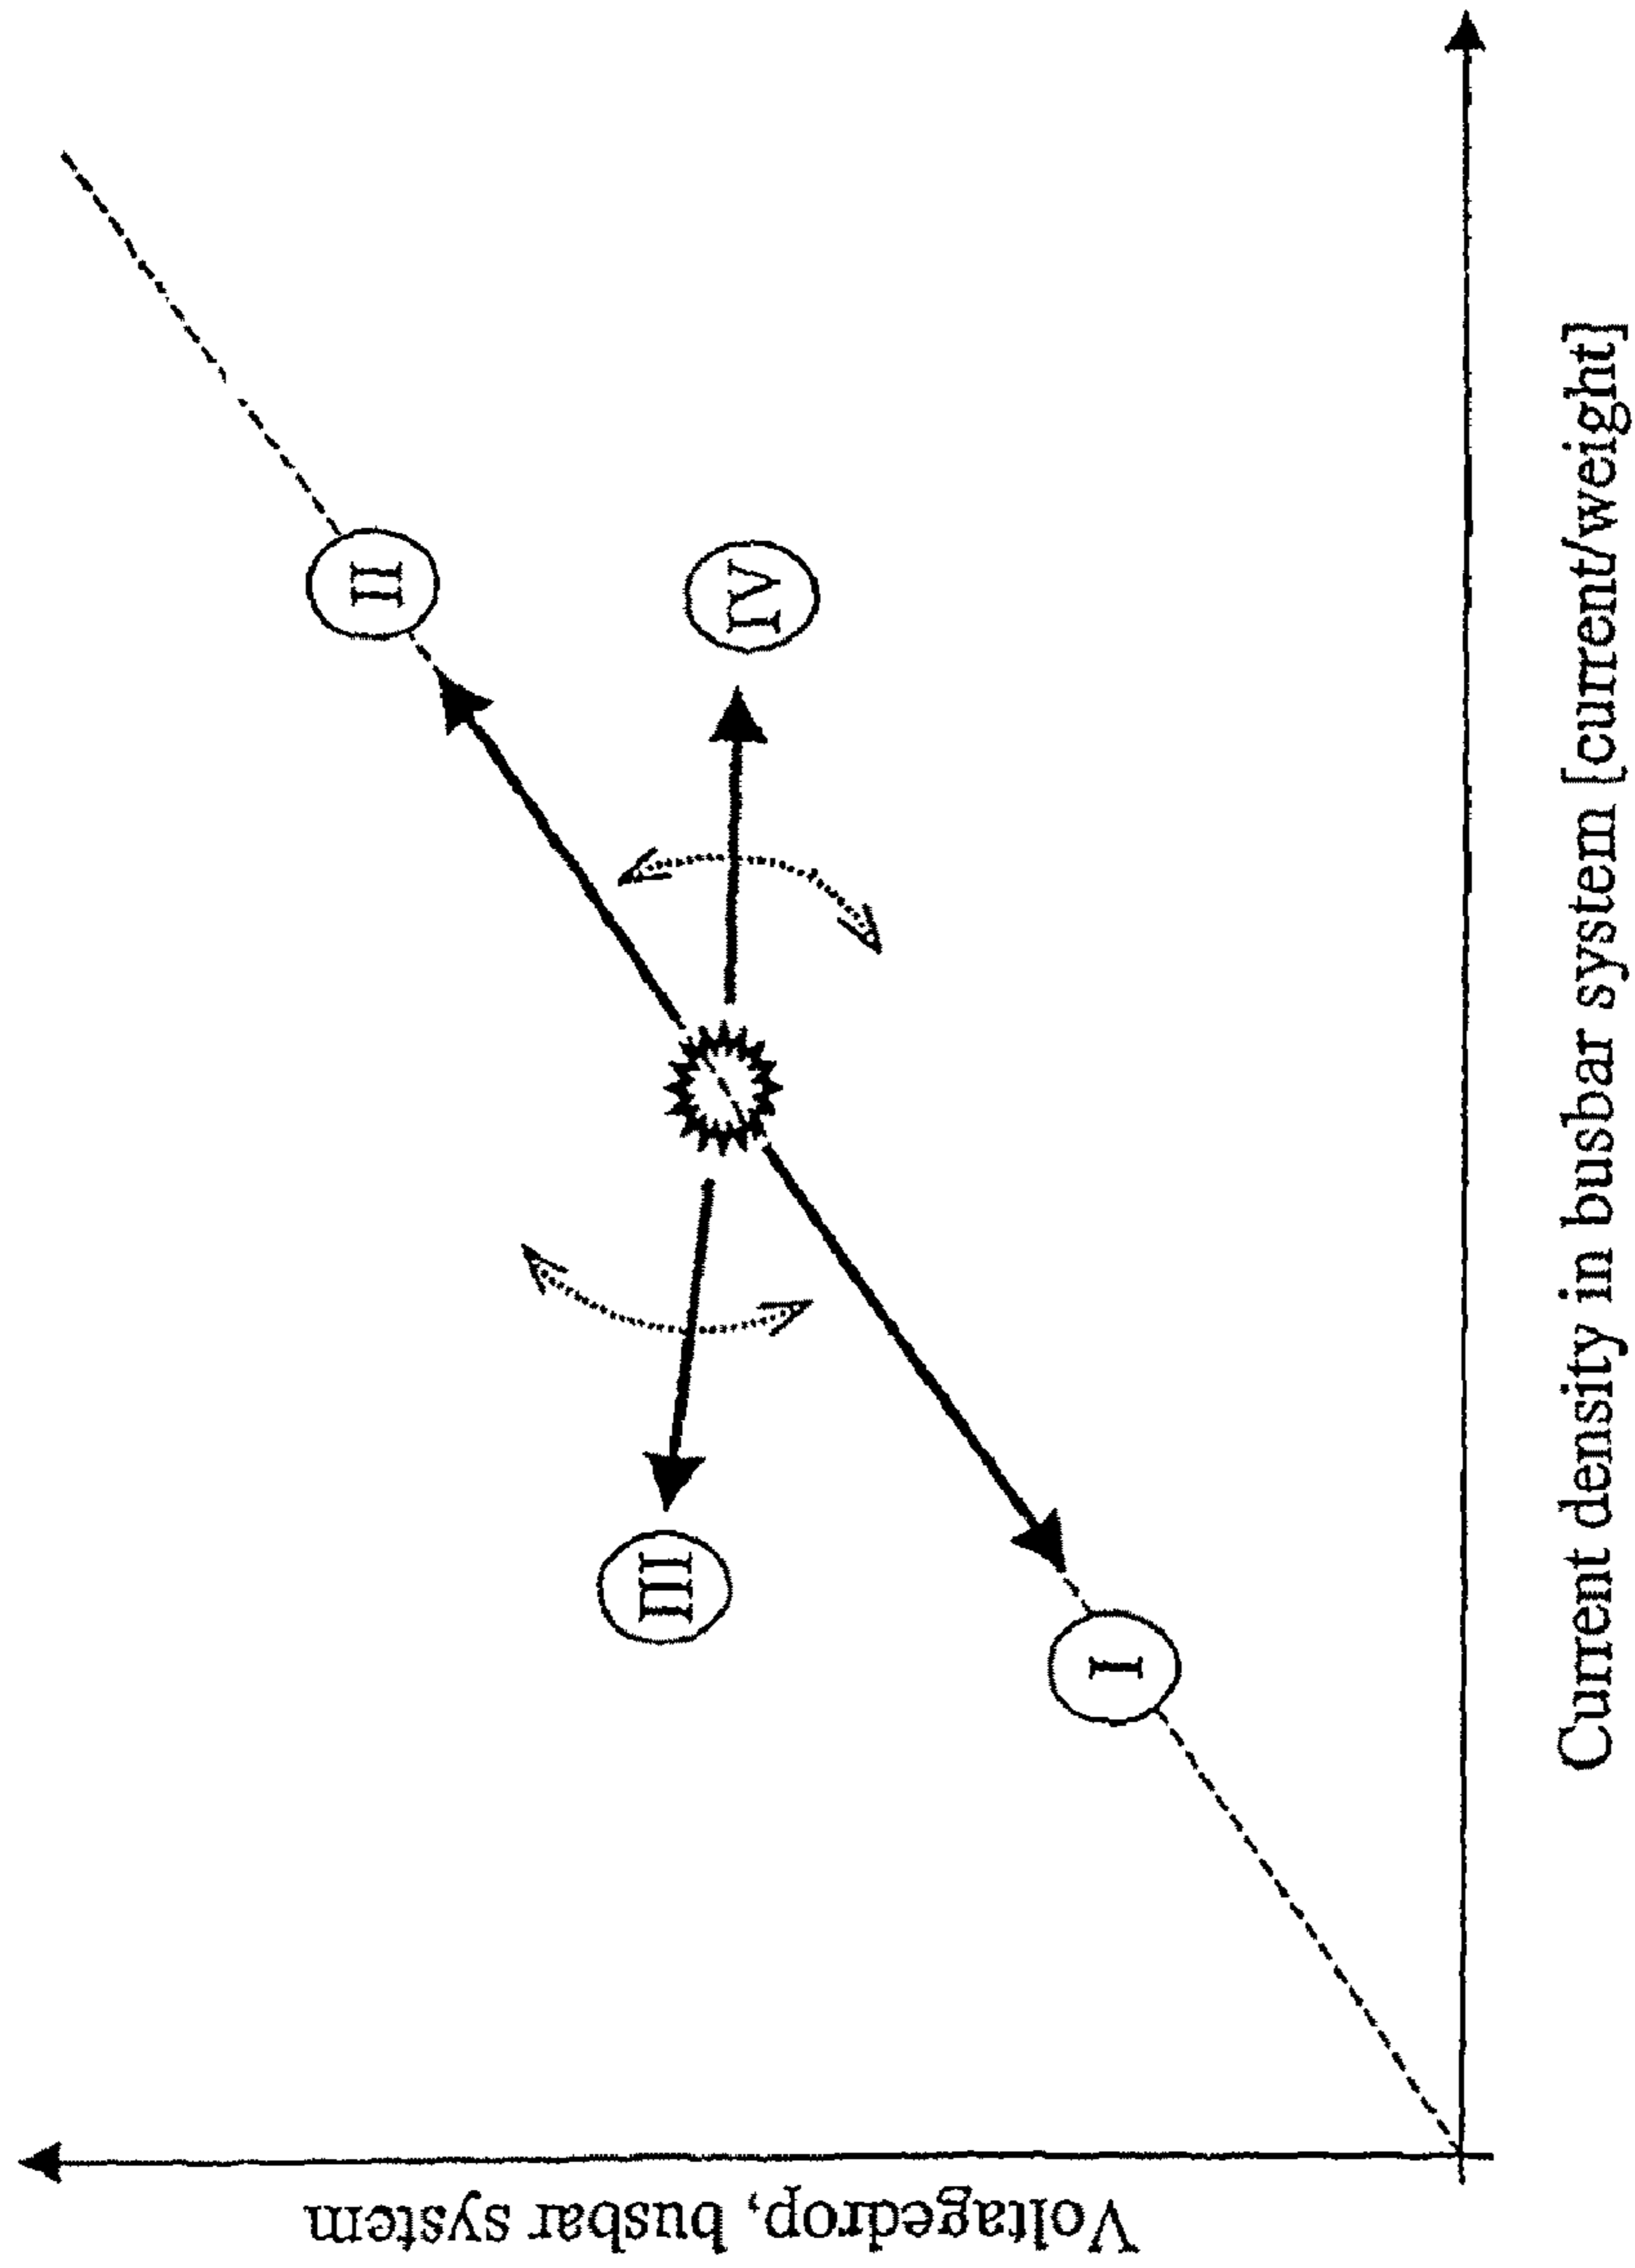 Voltagedrop, busbar system
II
IV
III
I
Current density in busbar system [current/weight]